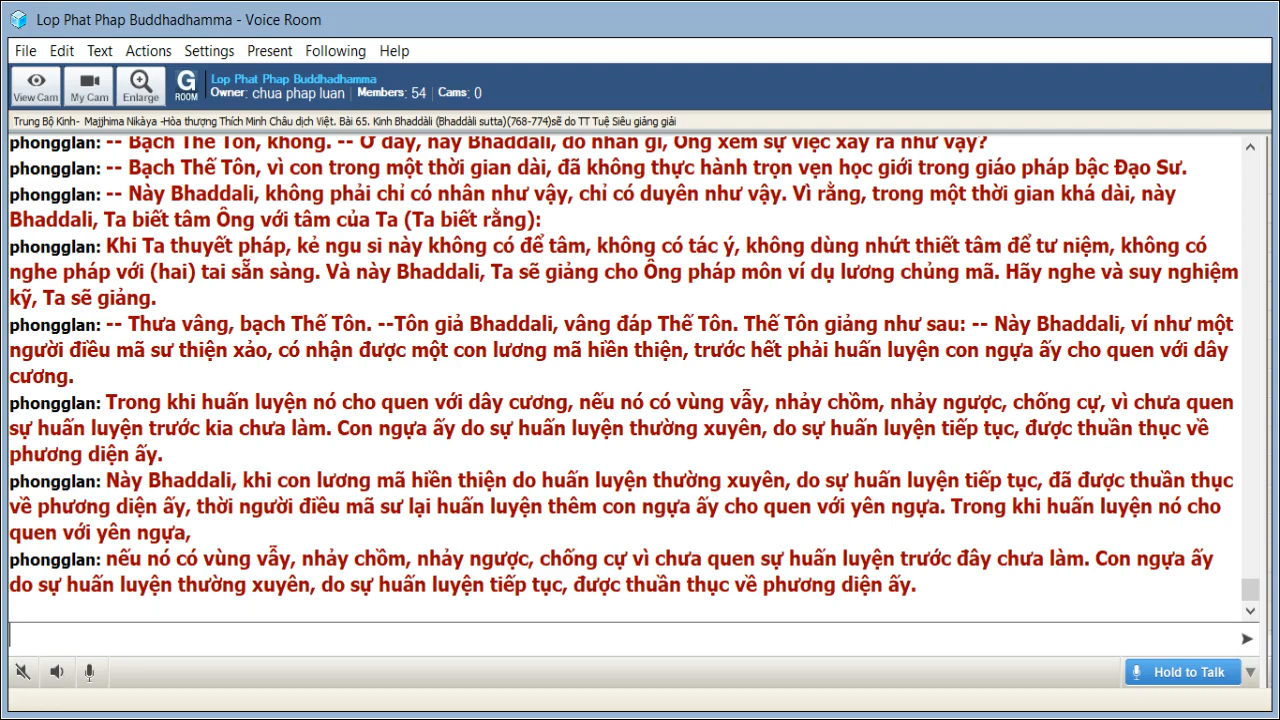 Lop Phat Phap Buddhadhamma - Voice Room
File Edit Text Actions Settings Present Following Help
View Cam My Cam Enlarge G ROOM Lop Phat Phap Buddhadhamma
Owner: chua phap luan Members: 54 Cams: 0
Trung Bộ Kinh- Majjhima Nikàya -Hòa thượng Thích Minh Châu dịch Việt. Bài 65. Kinh Bhaddàli (Bhaddàli sutta)(768-774)sẽ do TT Tuệ Siêu giảng giải
phongglan: -- Bạch Thế Tôn, không. -- Ở đây, này Bhaddali, do nhân gì, Ông xem sự việc xảy ra như vậy?
phongglan: -- Bạch Thế Tôn, vì con trong một thời gian dài, đã không thực hành trọn vẹn học giới trong giáo pháp bậc Đạo Sư.
phongglan: -- Này Bhaddali, không phải chỉ có nhân như vậy, chỉ có duyên như vậy. Vì rằng, trong một thời gian khá dài, này
Bhaddali, Ta biết tâm Ông với tâm của Ta (Ta biết rằng):
phongglan: Khi Ta thuyết pháp, kẻ ngu si này không có để tâm, không có tác ý, không dùng nhứt thiết tâm để tư niệm, không có
nghe pháp với (hai) tai sẵn sàng. Và này Bhaddali, Ta sẽ giảng cho Ông pháp môn ví dụ lương chủng mã. Hãy nghe và suy nghiệm
kỹ, Ta sẽ giảng.
phongglan: -- Thưa vâng, bạch Thế Tôn. --Tôn giả Bhaddali, vâng đáp Thế Tôn. Thế Tôn giảng như sau: -- Này Bhaddali, ví như một
người điều mã sư thiện xảo, có nhận được một con lương mã hiền thiện, trước hết phải huấn luyện con ngựa ấy cho quen với dây
cương.
phongglan: Trong khi huấn luyện nó cho quen với dây cương, nếu nó có vùng vẫy, nhảy chồm, nhảy ngược, chống cự, vì chưa quen
sự huấn luyện trước kia chưa làm. Con ngựa ấy do sự huấn luyện thường xuyên, do sự huấn luyện tiếp tục, được thuần thục về
phương diện ấy.
phongglan: Này Bhaddali, khi con lương mã hiền thiện do huấn luyện thường xuyên, do sự huấn luyện tiếp tục, đã được thuần thục
về phương diện ấy, thời người điều mã sư lại huấn luyện thêm con ngựa ấy cho quen với yên ngựa. Trong khi huấn luyện nó cho
quen với yên ngựa,
phongglan: nếu nó có vùng vẫy, nhảy chồm, nhảy ngược, chống cự vì chưa quen sự huấn luyện trước đây chưa làm. Con ngựa ấy
do sự huấn luyện thường xuyên, do sự huấn luyện tiếp tục, được thuần thục về phương diện ấy.
Hold to Talk